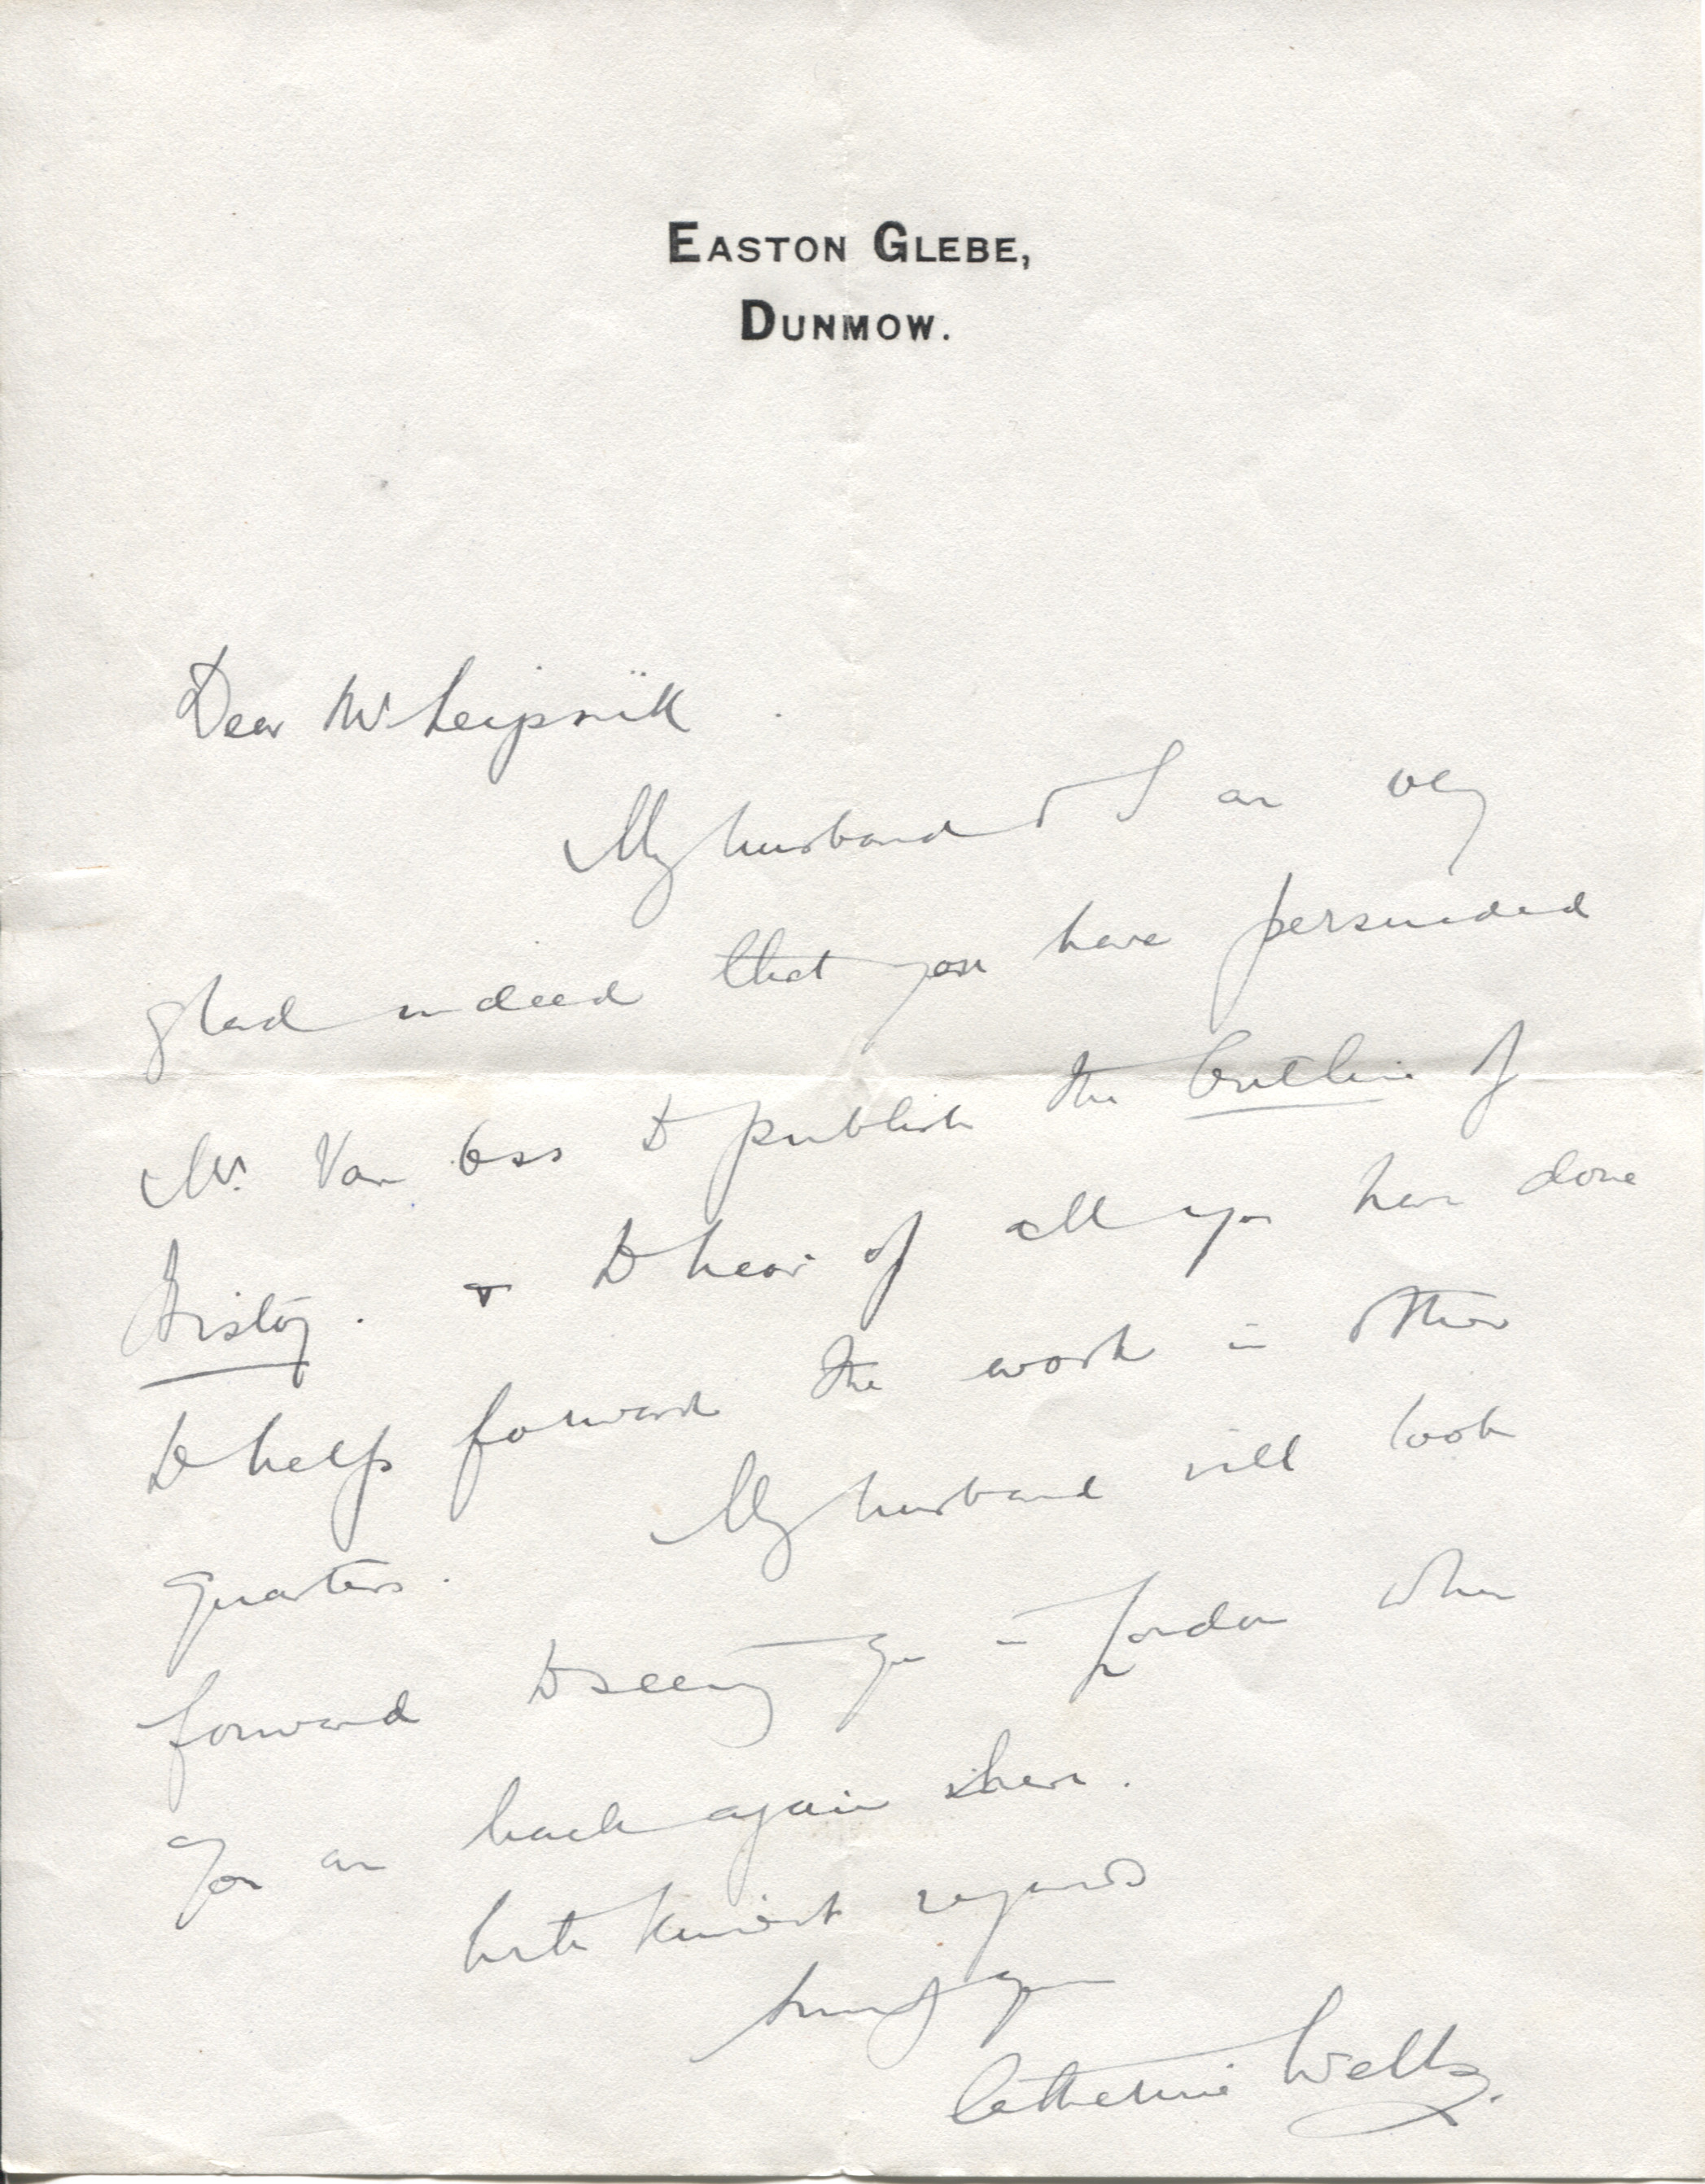 EASTON GLEBE,
DUNMOW.
Dear Mr Leipnik
My husband & I are very
glad indeed that you have persuaded
Mr. Van Oss to publish the Outline of
History. & to hear of all you have done
to help forward the work in other
quarters. My husband will look
forward to seeing you in London when
you are back again there.
With kindest regards
Sincerely yours
Catherine Wells.